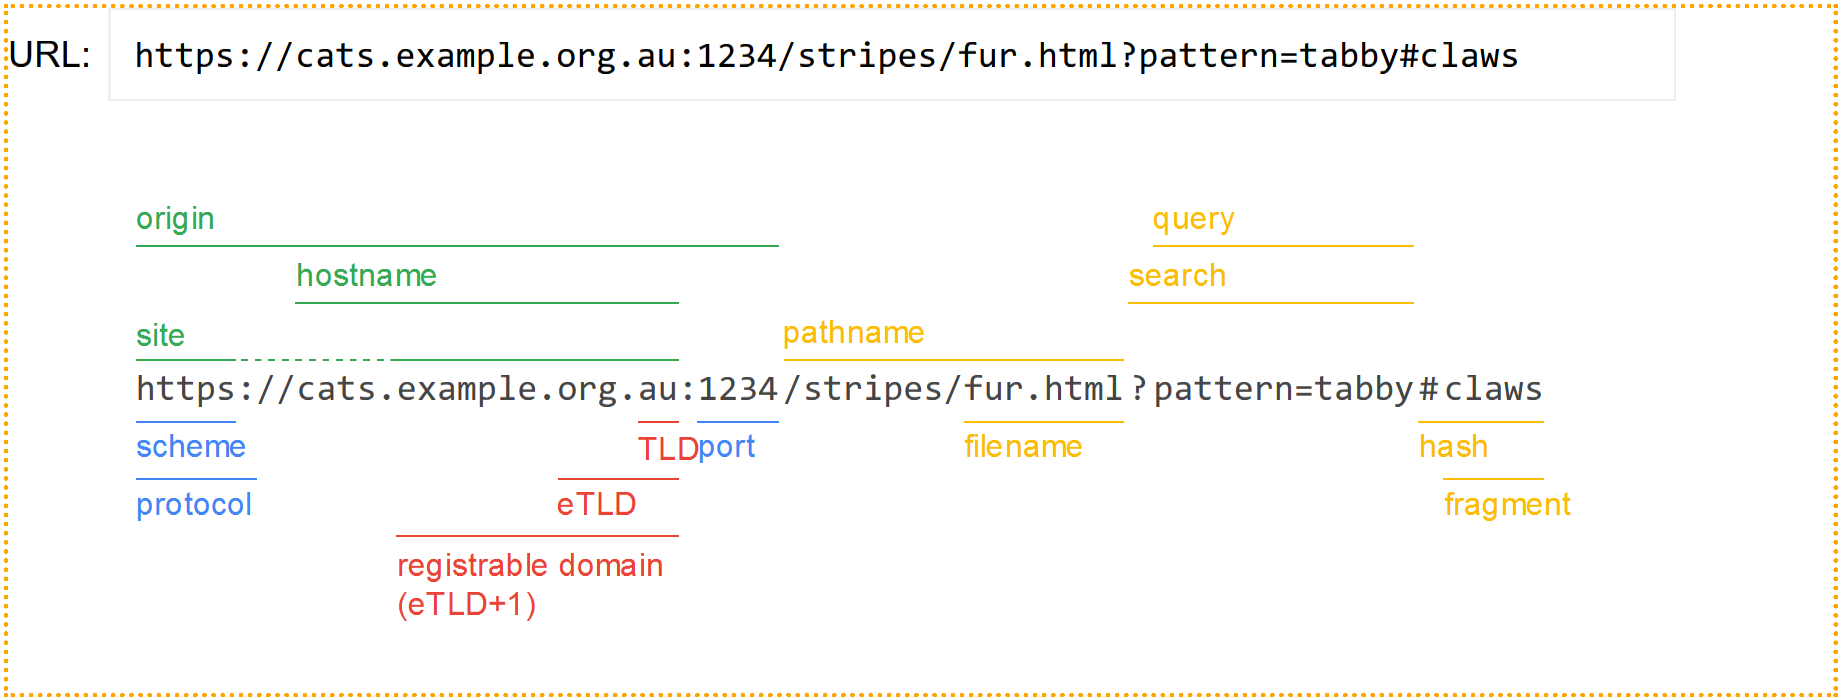 URL: https://cats.example.org.au:1234/stripes/fur.html?pattern=tabby#claws
origin query
hostname search
site pathname
https://cats.example.org.au:1234/stripes/fur.html?pattern=tabby#claws
scheme TLD port filename hash
protocol eTLD fragment
registrable domain
(eTLD+1)